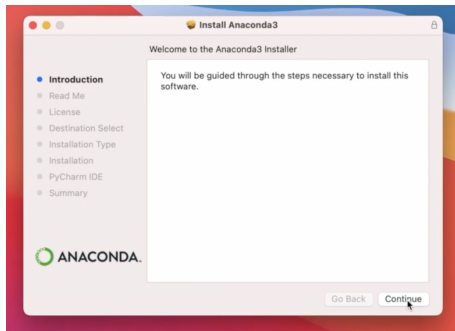 Install Anaconda3
Welcome to the Anaconda3 Installer
Introduction
Read Me
License
Destination Select
Installation Type
Installation
PyCharm IDE
Summary
You will be guided through the steps necessary to install this
software.
ANACONDA.
Go Back
Continue